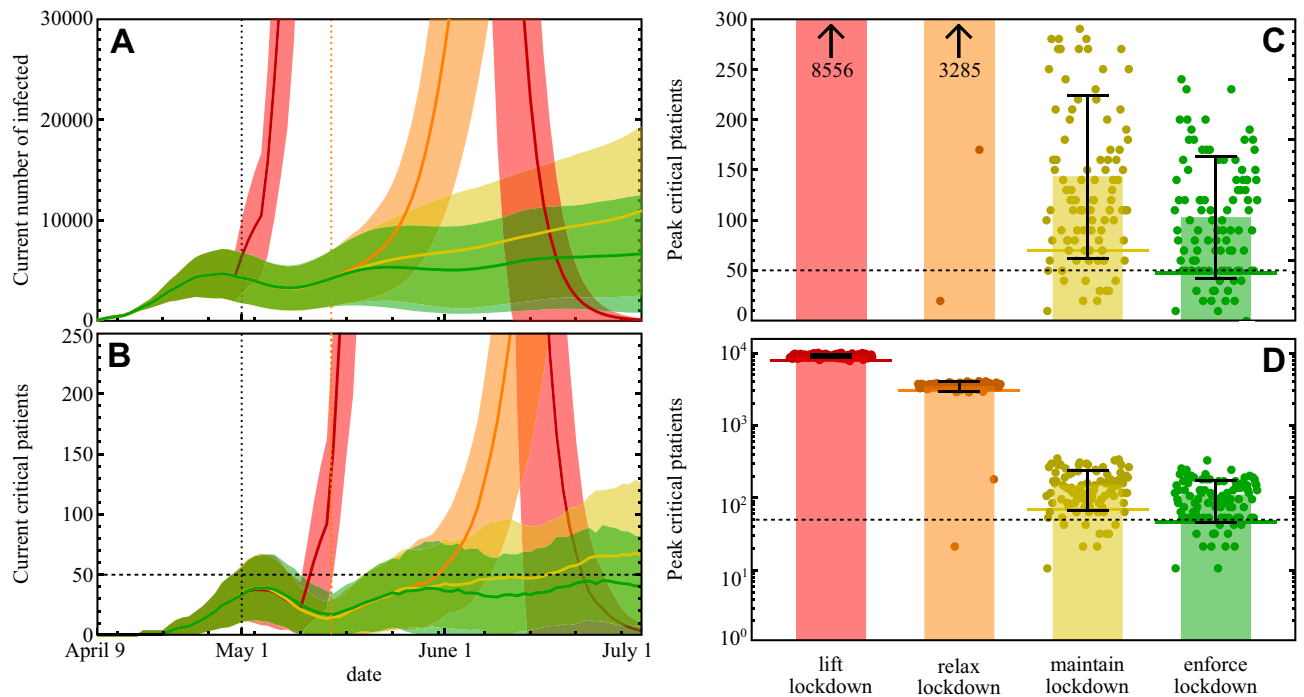 A
Current number of infected
30000
20000
10000
0
B
Current critical patients
250
200
150
100
50
0
April 9
May 1
June 1
July 1
date
C
Peak critical ptatients
300
250
200
150
100
50
0
8556
3285
D
Peak critical ptatients
10⁴
10³
10²
10¹
10⁰
lift
lockdown
relax
lockdown
maintain
lockdown
enforce
lockdown